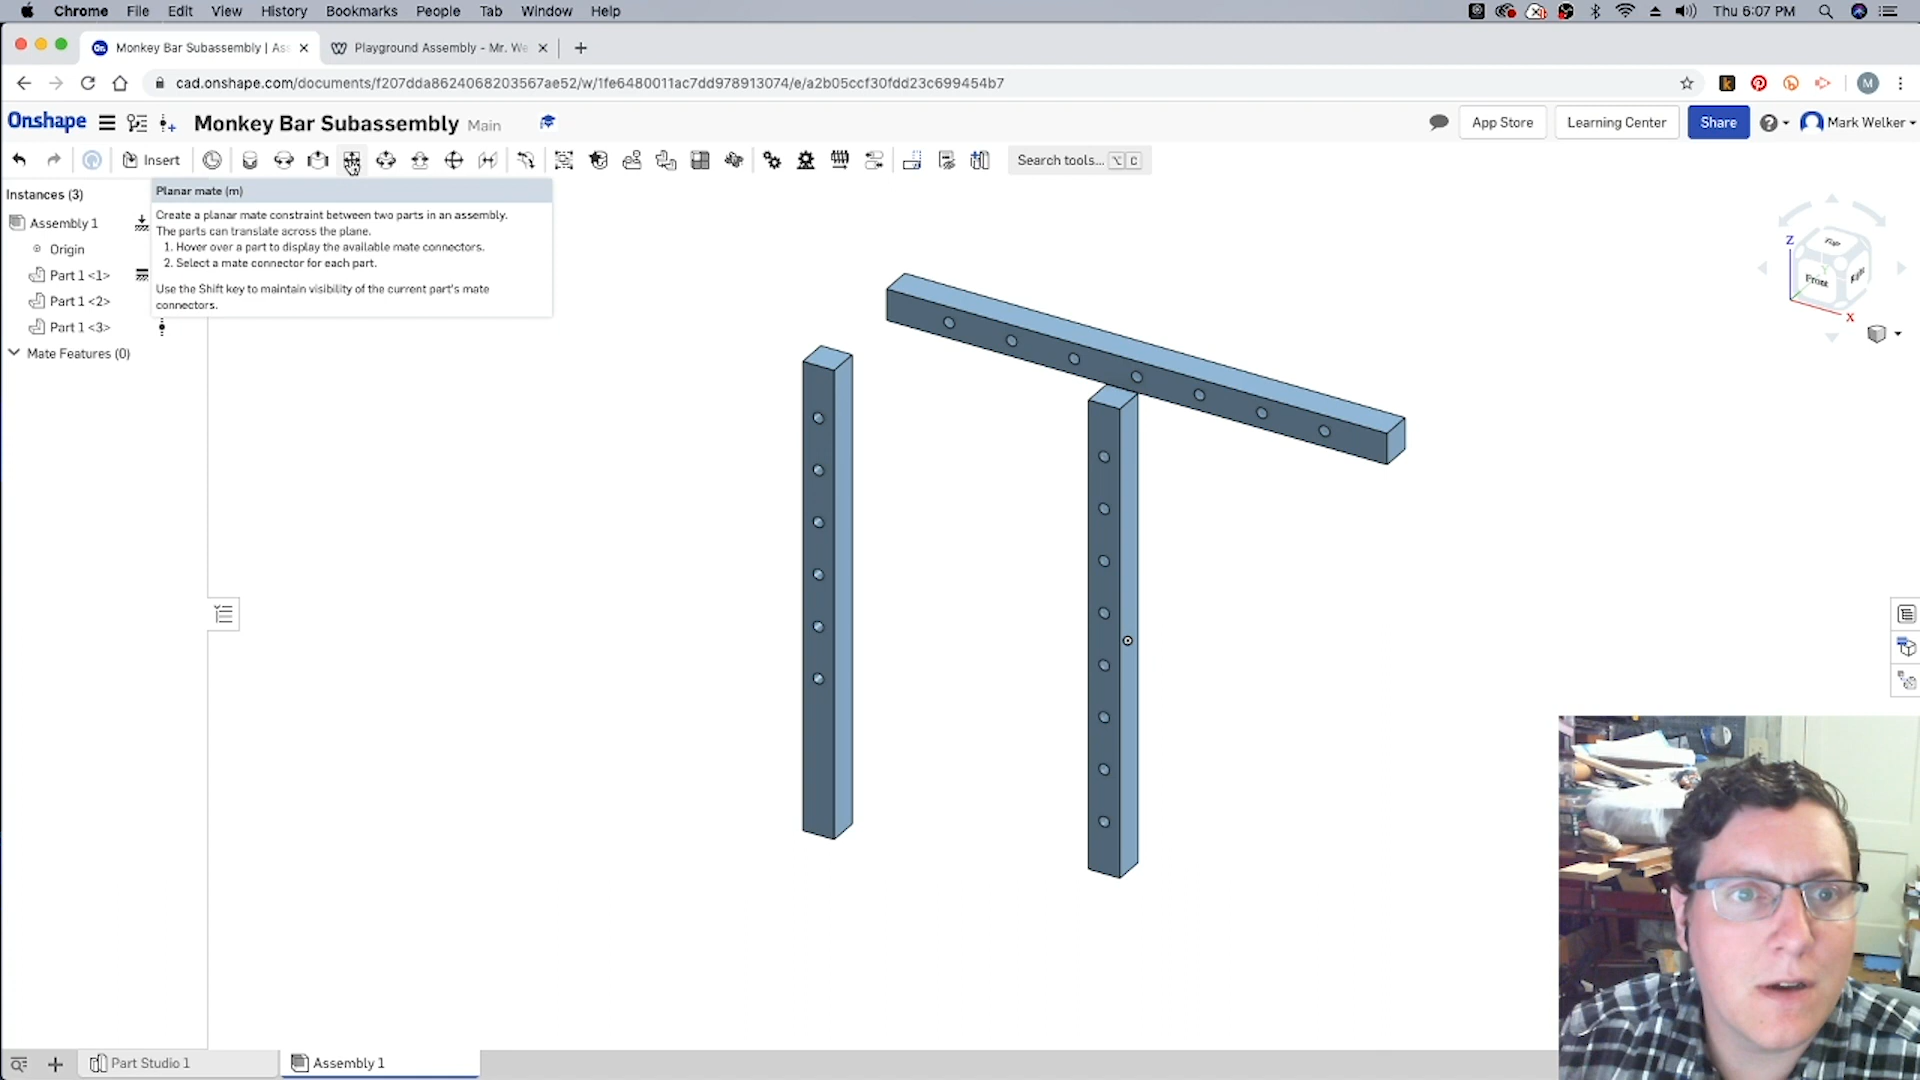 Chrome File Edit View History Bookmarks People Tab Window Help Thu 6:07 PM
Monkey Bar Subassembly | Ass Playground Assembly - Mr. We
cad.onshape.com/documents/f207dda8624068203567ae52/w/1fe6480011ac7dd978913074/e/a2b05ccf30fdd23c699454b7 M
Onshape Monkey Bar Subassembly Main App Store Learning Center Share Mark Welker
Insert Search tools... ⌥ C
Planar mate (m)
Create a planar mate constraint between two parts in an assembly.
The parts can translate across the plane.
1. Hover over a part to display the available mate connectors.
2. Select a mate connector for each part.
Use the Shift key to maintain visibility of the current part's mate
connectors.
Instances (3)
Assembly 1
Origin
Part 1 <1>
Part 1 <2>
Part 1 <3>
Mate Features (0)
Z
Top
Front
Right
X
Part Studio 1 Assembly 1